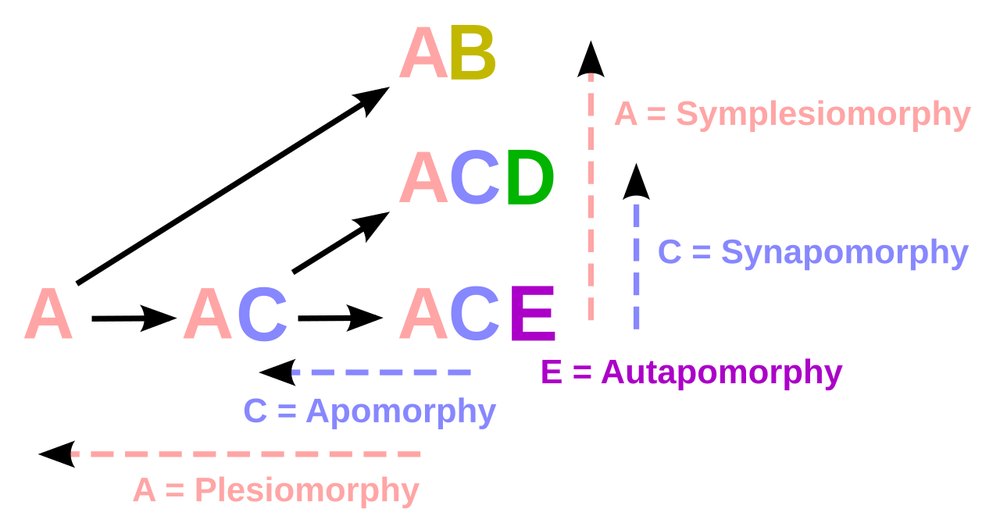 AB
A = Symplesiomorphy
ACD
C = Synapomorphy
A AC ACE
E = Autapomorphy
C = Apomorphy
A = Plesiomorphy